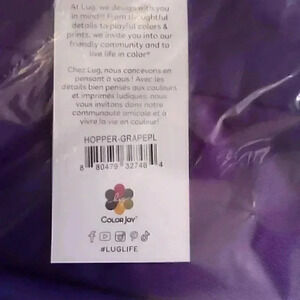 At Lug, we design with you
in mind!!! From thoughtful
details to playful colors &
prints, we invite you into our
friendly community and to
live life in color®
Chez Lug, nous concevons en
pensant à vous ! Avec les
détails bien pensés aux couleurs
et imprimés ludiques, nous
vous invitons dans notre
communauté amicale et à
vivre la vie en couleur!
HOPPER-GRAPEPL
8 80479 32748 4
Lug
COLOR JOY®
#LUGLIFE